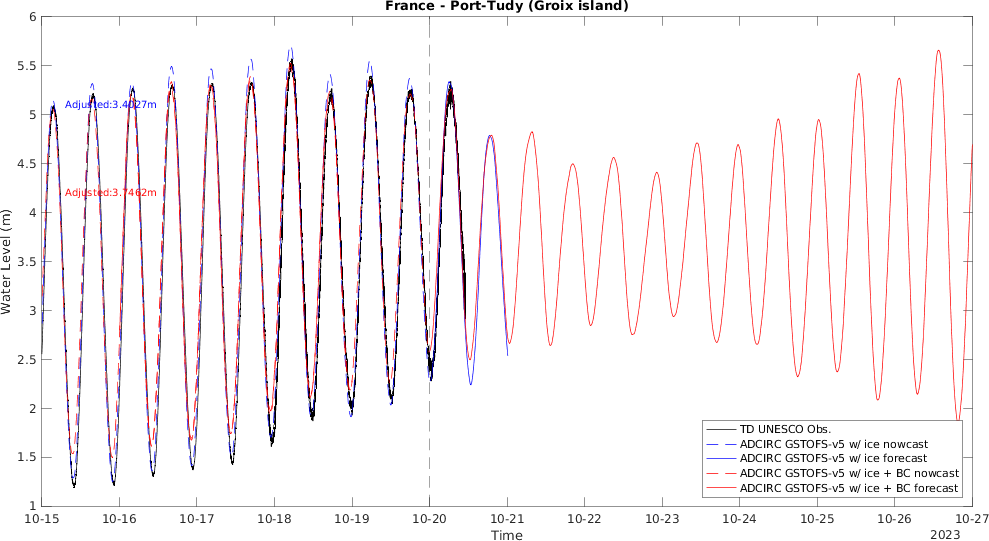 France - Port-Tudy (Groix island)
6
5.5
5
4.5
4
3.5
3
2.5
2
1.5
1
Water Level (m)
Adjusted:3.4027m
Adjusted:3.7462m
TD UNESCO Obs.
ADCIRC GSTOFS-v5 w/ ice nowcast
ADCIRC GSTOFS-v5 w/ ice forecast
ADCIRC GSTOFS-v5 w/ ice + BC nowcast
ADCIRC GSTOFS-v5 w/ ice + BC forecast
10-15 10-16 10-17 10-18 10-19 10-20 10-21 10-22 10-23 10-24 10-25 10-26 10-27
Time
2023